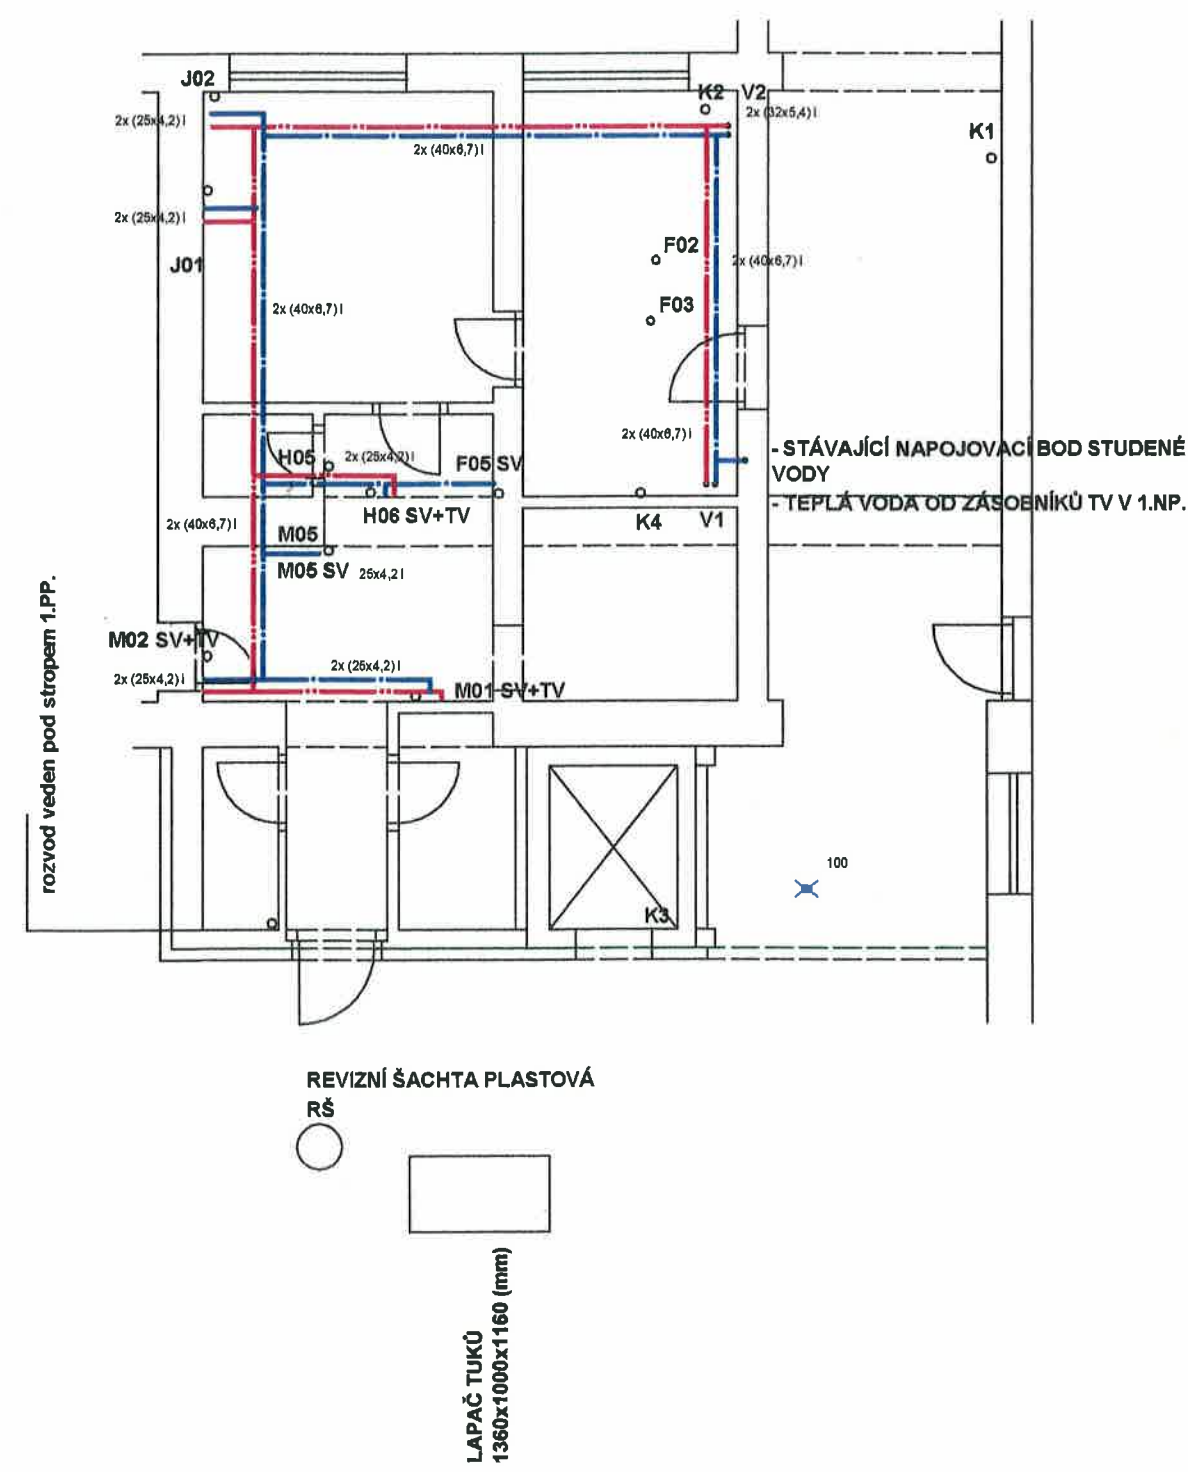 J02
K2 V2
2x (25x4,2) l
2x (32x5,4) l
K1
2x (40x6,7) l
2x (25x4,2) l
F02
J01
2x (40x6,7) l
F03
2x (40x6,7) l
2x (40x6,7) l
- STÁVAJÍCÍ NAPOJOVACÍ BOD STUDENÉ
VODY
- TEPLÁ VODA OD ZÁSOBNÍKŮ TV V 1.NP.
H05
2x (25x4,2) l
F05 SV
H06 SV+TV
K4
V1
2x (40x6,7) l
M05
M05 SV
25x4,2 l
M02 SV+TV
2x (25x4,2) l
2x (25x4,2) l
M01 SV+TV
rozvod veden pod stropem 1.PP.
100
K3
REVIZNÍ ŠACHTA PLASTOVÁ
RŠ
LAPAČ TUKŮ
1360x1000x1160 (mm)